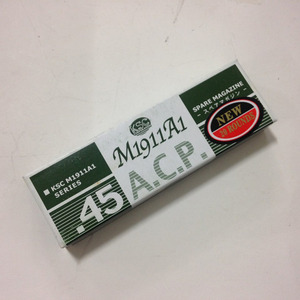 KSC
M1911A1
.45 A.C.P.
■ KSC M1911A1
SERIES
SPARE MAGAZINE
- スペアマガジン -
NEW